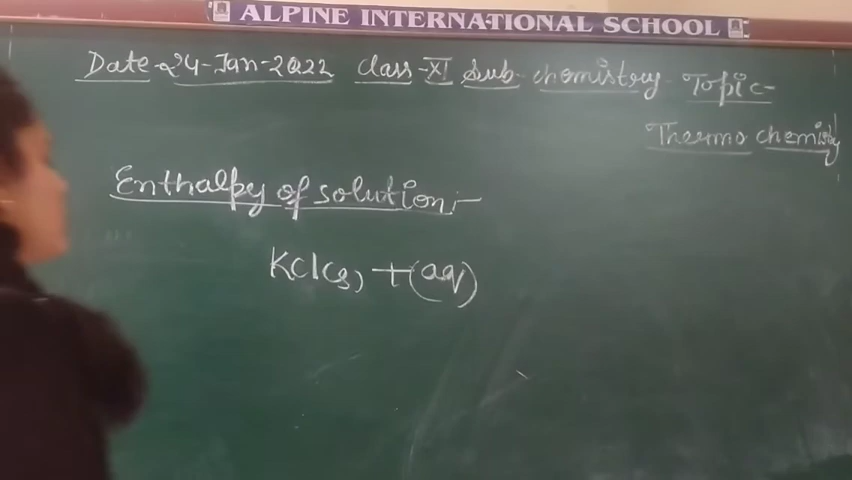 ALPINE INTERNATIONAL SCHOOL
Date-24-Jan-2022 Class-XI Sub-chemistry Topic-
Thermo chemistry
Enthalpy of solution:-
KCl(s) + (aq)